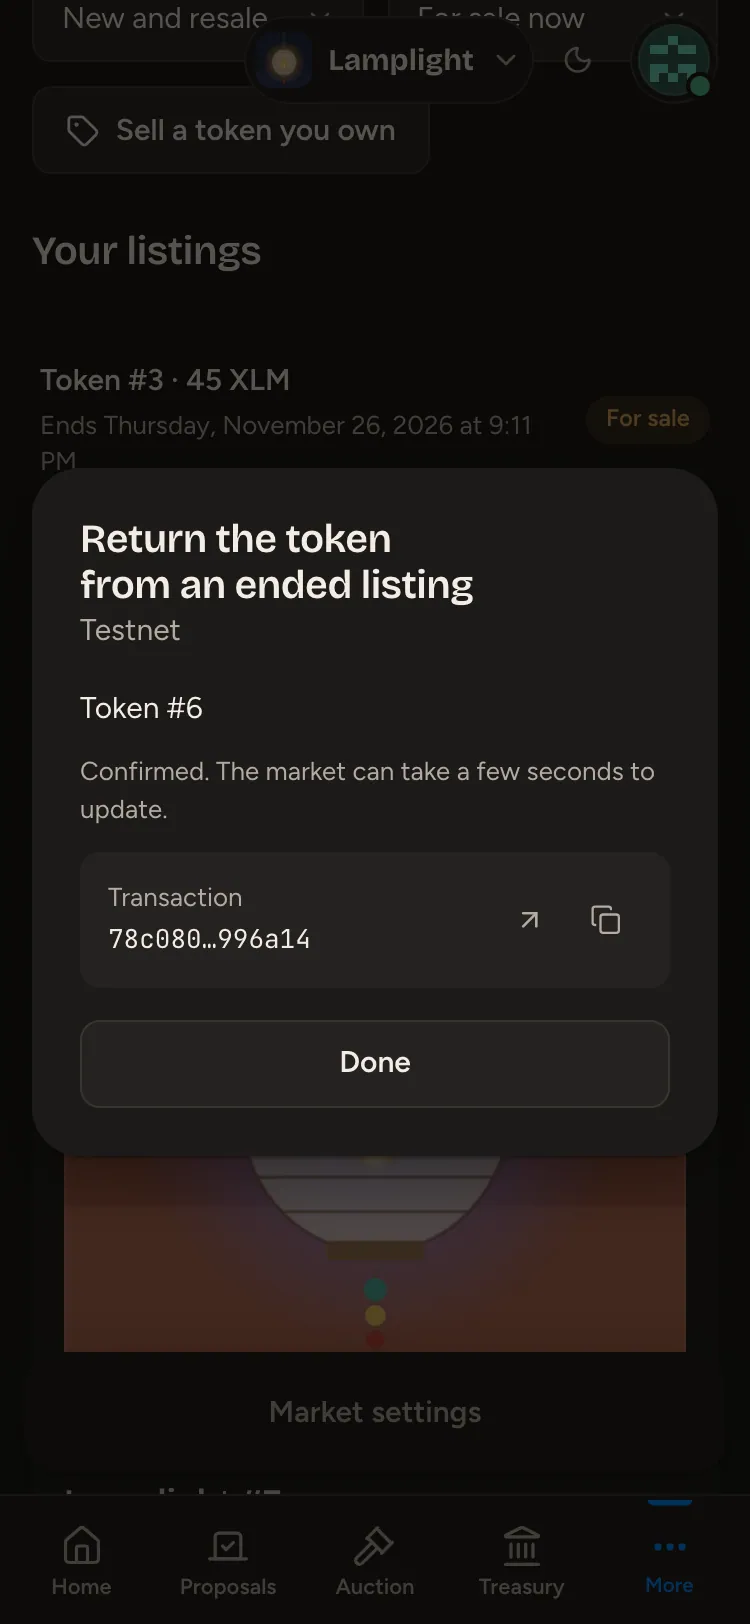 New and resale
For sale now
Lamplight
Sell a token you own
Your listings
Token #3 · 45 XLM
Ends Thursday, November 26, 2026 at 9:11
PM
For sale
Return the token
from an ended listing
Testnet
Token #6
Confirmed. The market can take a few seconds to
update.
Transaction
78c080…996a14
Done
Market settings
Home
Proposals
Auction
Treasury
More